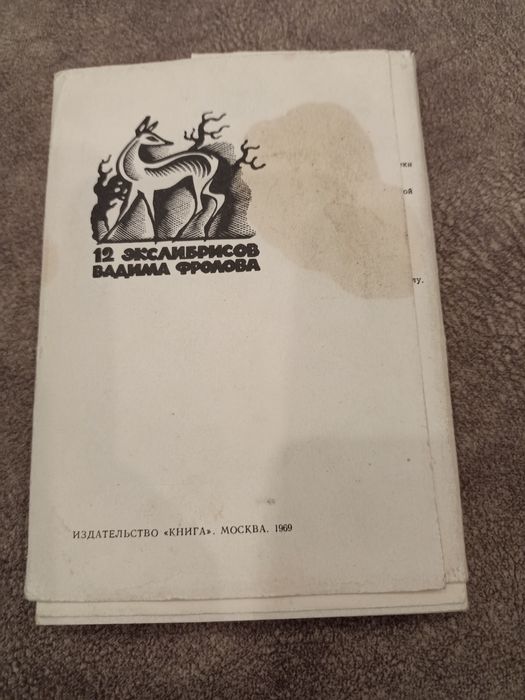 12 ЭКСЛИБРИСОВ
ВАДИМА ФРОЛОВА
ИЗДАТЕЛЬСТВО «КНИГА». МОСКВА. 1969